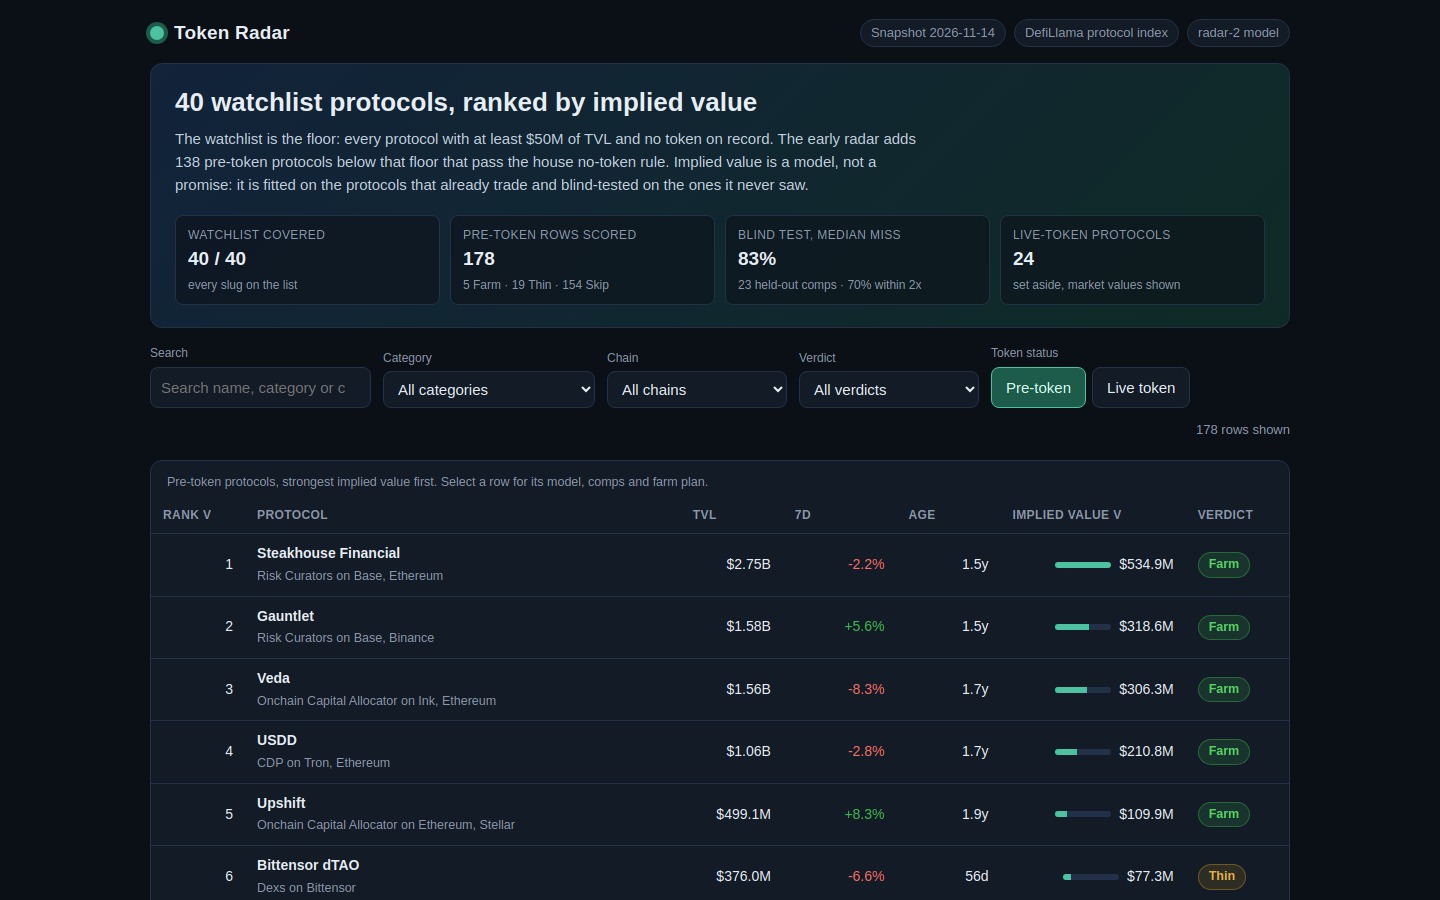 Token Radar
Snapshot 2026-11-14
DefiLlama protocol index
radar-2 model
40 watchlist protocols, ranked by implied value
The watchlist is the floor: every protocol with at least $50M of TVL and no token on record. The early radar adds
138 pre-token protocols below that floor that pass the house no-token rule. Implied value is a model, not a
promise: it is fitted on the protocols that already trade and blind-tested on the ones it never saw.
WATCHLIST COVERED
40 / 40
every slug on the list
PRE-TOKEN ROWS SCORED
178
5 Farm · 19 Thin · 154 Skip
BLIND TEST, MEDIAN MISS
83%
23 held-out comps · 70% within 2x
LIVE-TOKEN PROTOCOLS
24
set aside, market values shown
Search
Search name, category or c
Category
All categories
Chain
All chains
Verdict
All verdicts
Token status
Pre-token
Live token
178 rows shown
Pre-token protocols, strongest implied value first. Select a row for its model, comps and farm plan.
RANK V PROTOCOL TVL 7D AGE IMPLIED VALUE V VERDICT
1 Steakhouse Financial $2.75B -2.2% 1.5y $534.9M Farm
Risk Curators on Base, Ethereum
2 Gauntlet $1.58B +5.6% 1.5y $318.6M Farm
Risk Curators on Base, Binance
3 Veda $1.56B -8.3% 1.7y $306.3M Farm
Onchain Capital Allocator on Ink, Ethereum
4 USDD $1.06B -2.8% 1.7y $210.8M Farm
CDP on Tron, Ethereum
5 Upshift $499.1M +8.3% 1.9y $109.9M Farm
Onchain Capital Allocator on Ethereum, Stellar
6 Bittensor dTAO $376.0M -6.6% 56d $77.3M Thin
Dexs on Bittensor